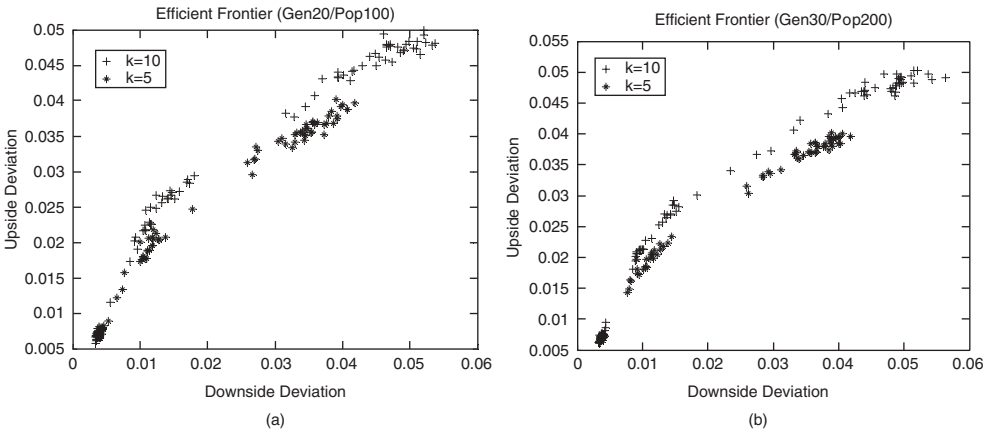 Efficient Frontier (Gen20/Pop100)
0.05
0.045
0.04
0.035
0.03
0.025
0.02
0.015
0.01
0.005
Upside Deviation
k=10
k=5
0
0.01
0.02
0.03
0.04
0.05
0.06
Downside Deviation
(a)
Efficient Frontier (Gen30/Pop200)
0.055
0.05
0.045
0.04
0.035
0.03
0.025
0.02
0.015
0.01
0.005
Upside Deviation
k=10
k=5
0
0.01
0.02
0.03
0.04
0.05
0.06
Downside Deviation
(b)